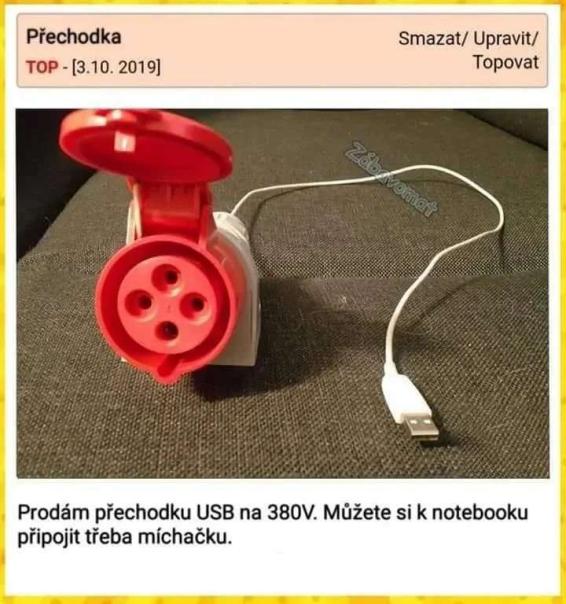 Přechodka
Smazat/ Upravit/
TOP - [3.10. 2019]
Topovat
Zábavomat
Prodám přechodku USB na 380V. Můžete si k notebooku
připojit třeba míchačku.